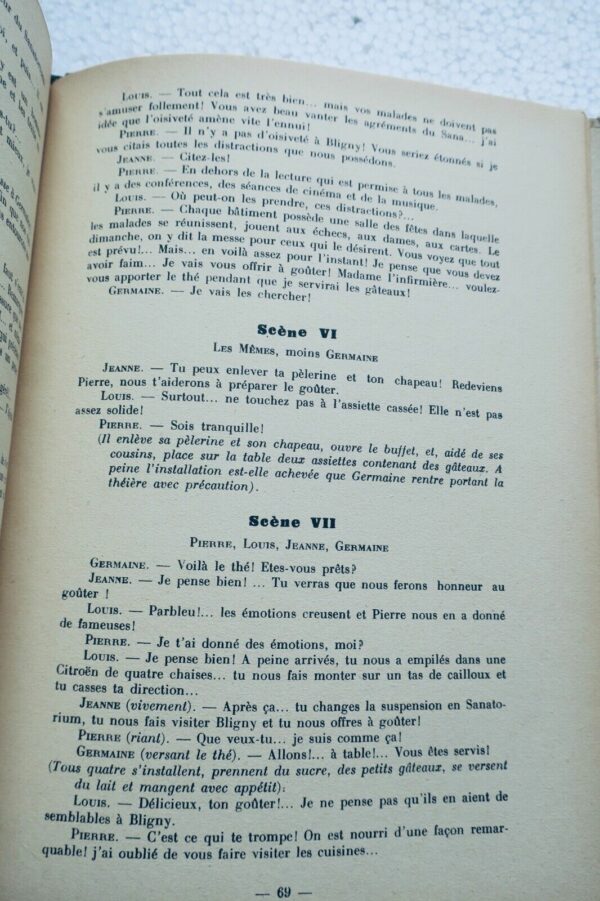 LOUIS. — Tout cela est très bien... mais vos malades ne doivent pas
s'amuser follement! Vous avez beau vanter les agréments du Sana... j'ai
idée que l'oisiveté amène vite l'ennui!
PIERRE. — Il n'y a pas d'oisiveté à Bligny! Vous seriez étonnés si je
vous citais toutes les distractions que nous possédons.
JEANNE. — Citez-les!
PIERRE. — En dehors de la lecture qui est permise à tous les malades,
il y a des conférences, des séances de cinéma et de la musique.
LOUIS. — Où peut-on les prendre, ces distractions?...
PIERRE. — Chaque bâtiment possède une salle des fêtes dans laquelle
les malades se réunissent, jouent aux échecs, aux dames, aux cartes. Le
dimanche, on y dit la messe pour ceux qui le désirent. Vous voyez que tout
est prévu!... Mais... en voilà assez pour l'instant! Je pense que vous devez
avoir faim... Je vais vous offrir à goûter! Madame l'infirmière... voulez-
vous apporter le thé pendant que je servirai les gâteaux!
GERMAINE. — Je vais les chercher!
Scène VI
LES MÊMES, moins GERMAINE
JEANNE. — Tu peux enlever ta pèlerine et ton chapeau! Redeviens
Pierre, nous t'aiderons à préparer le goûter.
LOUIS. — Surtout... ne touchez pas à l'assiette cassée! Elle n'est pas
assez solide!
PIERRE. — Sois tranquille!
(Il enlève sa pèlerine et son chapeau, ouvre le buffet, et, aidé de ses
cousins, place sur la table deux assiettes contenant des gâteaux. A
peine l'installation est-elle achevée que Germaine rentre portant la
théière avec précaution).
Scène VII
PIERRE, LOUIS, JEANNE, GERMAINE
GERMAINE. — Voilà le thé! Etes-vous prêts?
JEANNE. — Je pense bien! ... Tu verras que nous ferons honneur au
goûter !
LOUIS. — Parbleu!... les émotions creusent et Pierre nous en a donné
de fameuses!
PIERRE. — Je t'ai donné des émotions, moi?
LOUIS. — Je pense bien! A peine arrivés, tu nous a empilés dans une
Citroën de quatre chaises... tu nous fais monter sur un tas de cailloux et
tu casses ta direction...
JEANNE (vivement). — Après ça... tu changes la suspension en Sanato-
rium, tu nous fais visiter Bligny et tu nous offres à goûter!
PIERRE (riant). — Que veux-tu... je suis comme ça!
GERMAINE (versant le thé). — Allons!... à table!... Vous êtes servis!
(Tous quatre s'installent, prennent du sucre, des petits gâteaux, se versent
du lait et mangent avec appétit):
LOUIS. — Délicieux, ton goûter!... Je ne pense pas qu'ils en aient de
semblables à Bligny.
PIERRE. — C'est ce qui te trompe! On est nourri d'une façon remar-
quable! j'ai oublié de vous faire visiter les cuisines...
— 69 —